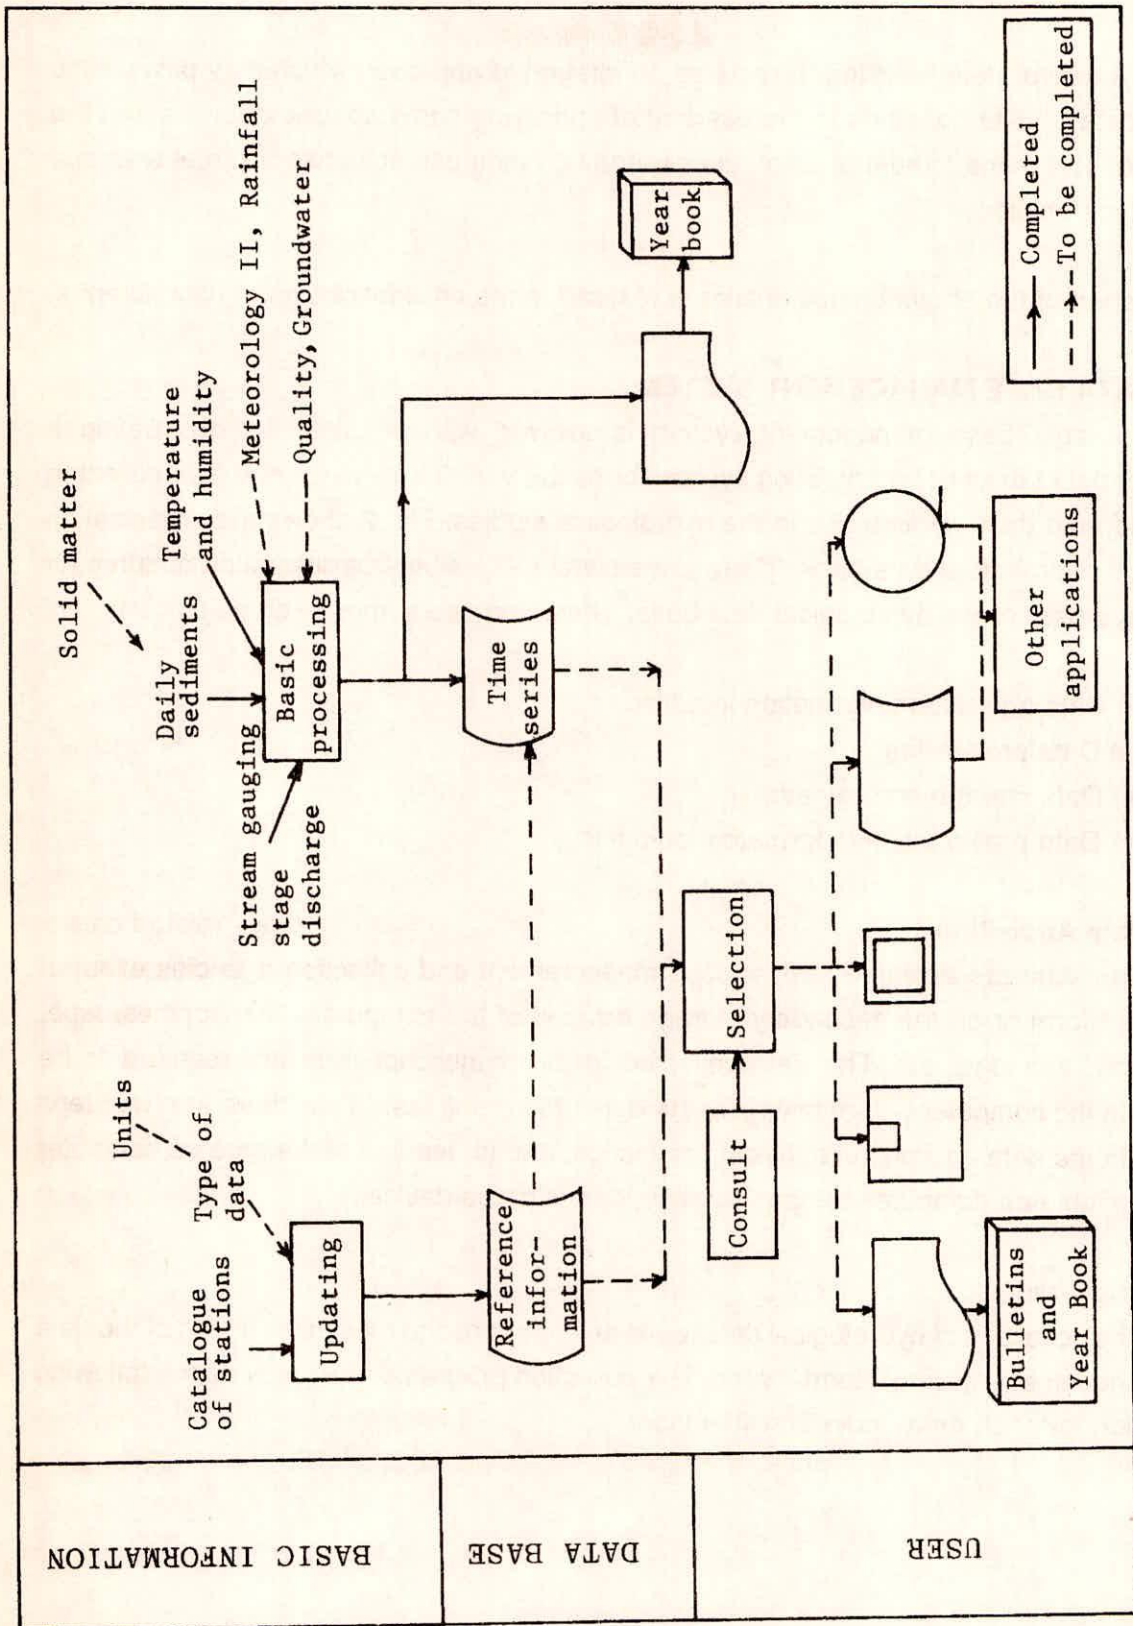 BASIC INFORMATION
DATA BASE
USER
Catalogue
of stations
Units
Type of
data
Updating
Solid matter
Daily
sediments
Temperature
and humidity
Meteorology II, Rainfall
Quality, Groundwater
Stream gauging
stage
discharge
Basic
processing
Reference
infor-
mation
Time
series
Year
book
Consult
Selection
Bulletins
and
Year Book
Other
applications
Completed
To be completed